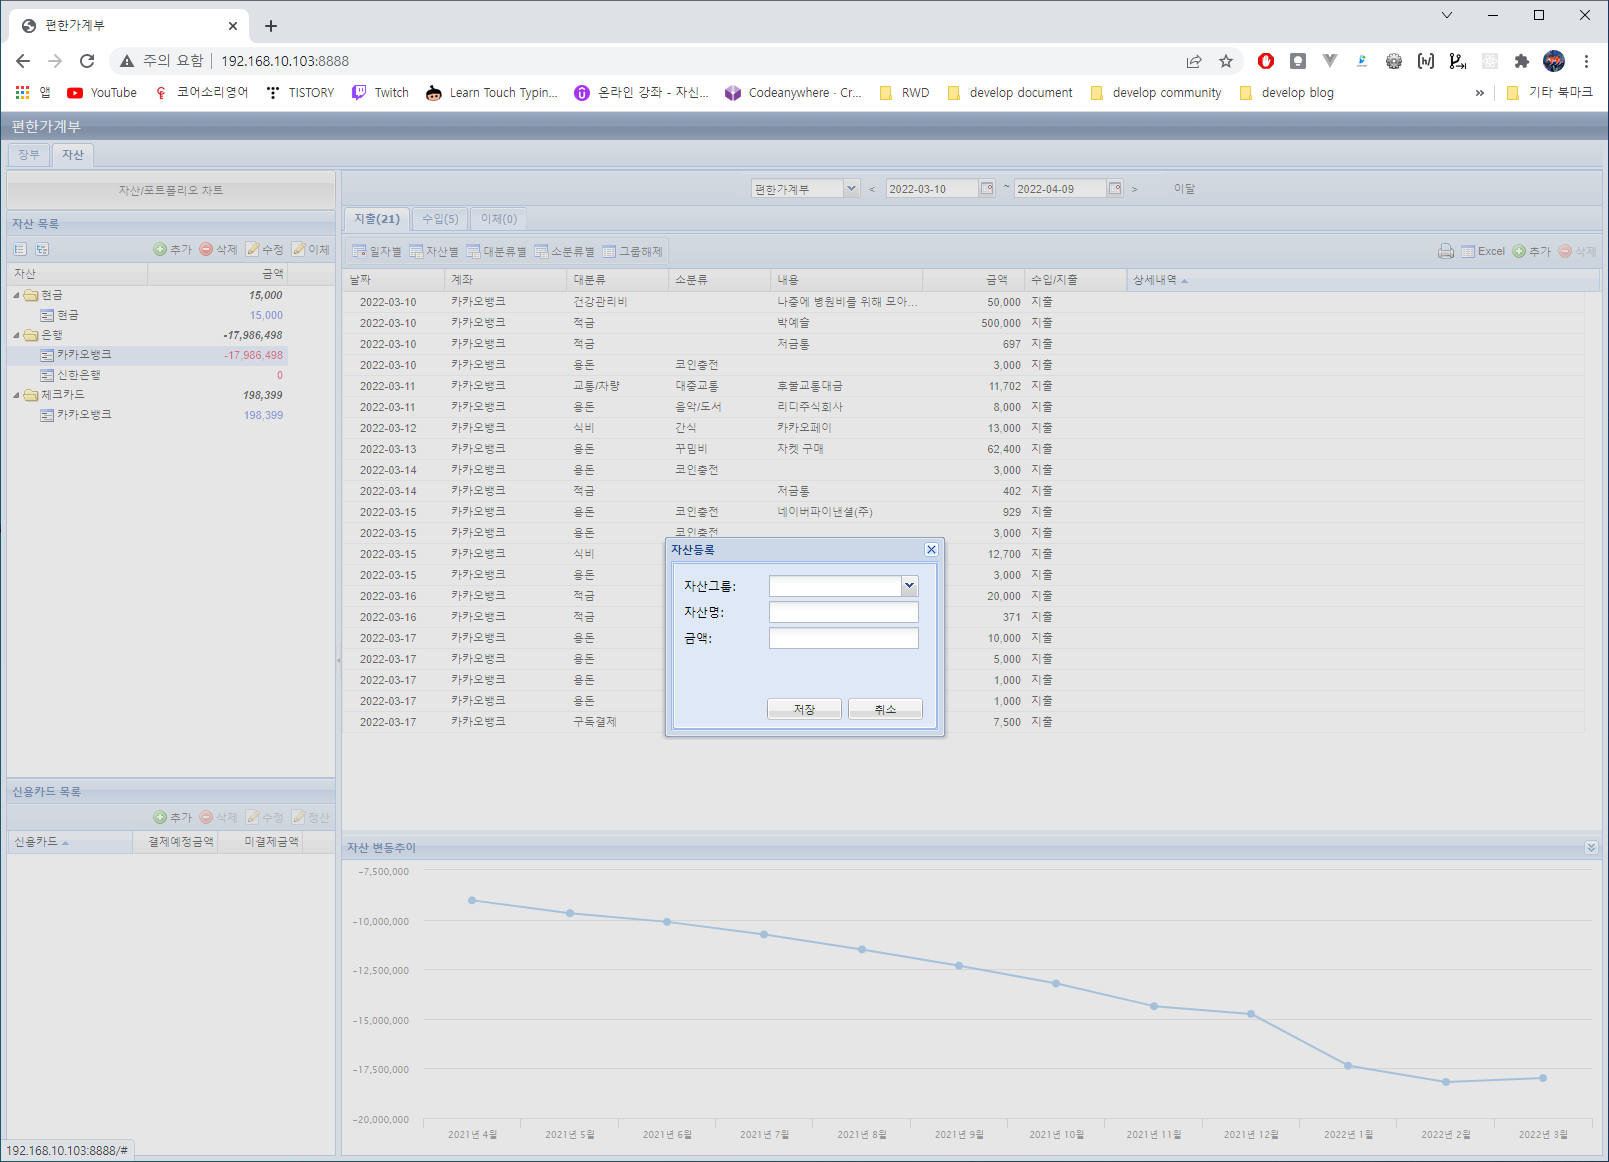 편한가계부
주의 요함 192.168.10.103:8888
앱 YouTube 코어소리영어 TISTORY Twitch Learn Touch Typin... 온라인 강좌 - 자신... Codeanywhere · Cr... RWD develop document develop community develop blog » 기타 북마크
편한가계부
장부 자산
자산/포트폴리오 차트
자산 목록
추가 삭제 수정 이체
자산 금액
현금 15,000
현금 15,000
은행 -17,986,498
카카오뱅크 -17,986,498
신한은행 0
체크카드 198,399
카카오뱅크 198,399
신용카드 목록
추가 삭제 수정 정산
신용카드 결제예정금액 미결제금액
편한가계부 < 2022-03-10 ~ 2022-04-09 > 이달
지출(21) 수입(5) 이체(0)
일자별 자산별 대분류별 소분류별 그룹해제 Excel 추가 삭제
날짜 계좌 대분류 소분류 내용 금액 수입/지출 상세내역
2022-03-10 카카오뱅크 건강관리비 나중에 병원비를 위해 모아... 50,000 지출
2022-03-10 카카오뱅크 적금 박예슬 500,000 지출
2022-03-10 카카오뱅크 적금 저금통 697 지출
2022-03-10 카카오뱅크 용돈 코인충전 3,000 지출
2022-03-11 카카오뱅크 교통/차량 대중교통 후불교통대금 11,702 지출
2022-03-11 카카오뱅크 용돈 음악/도서 리디주식회사 8,000 지출
2022-03-12 카카오뱅크 식비 간식 카카오페이 13,000 지출
2022-03-13 카카오뱅크 용돈 꾸밈비 자켓 구매 62,400 지출
2022-03-14 카카오뱅크 용돈 코인충전 3,000 지출
2022-03-14 카카오뱅크 적금 저금통 402 지출
2022-03-15 카카오뱅크 용돈 코인충전 네이버파이낸셜(주) 929 지출
2022-03-15 카카오뱅크 용돈 코인충전 3,000 지출
2022-03-15 카카오뱅크 식비 12,700 지출
2022-03-15 카카오뱅크 용돈 3,000 지출
2022-03-16 카카오뱅크 적금 20,000 지출
2022-03-16 카카오뱅크 적금 371 지출
2022-03-17 카카오뱅크 용돈 10,000 지출
2022-03-17 카카오뱅크 용돈 5,000 지출
2022-03-17 카카오뱅크 용돈 1,000 지출
2022-03-17 카카오뱅크 용돈 1,000 지출
2022-03-17 카카오뱅크 구독결제 7,500 지출
자산등록
자산그룹:
자산명:
금액:
저장 취소
자산 변동추이
-7,500,000
-10,000,000
-12,500,000
-15,000,000
-17,500,000
-20,000,000
2021년 4월 2021년 5월 2021년 6월 2021년 7월 2021년 8월 2021년 9월 2021년 10월 2021년 11월 2021년 12월 2022년 1월 2022년 2월 2022년 3월
192.168.10.103:8888/#